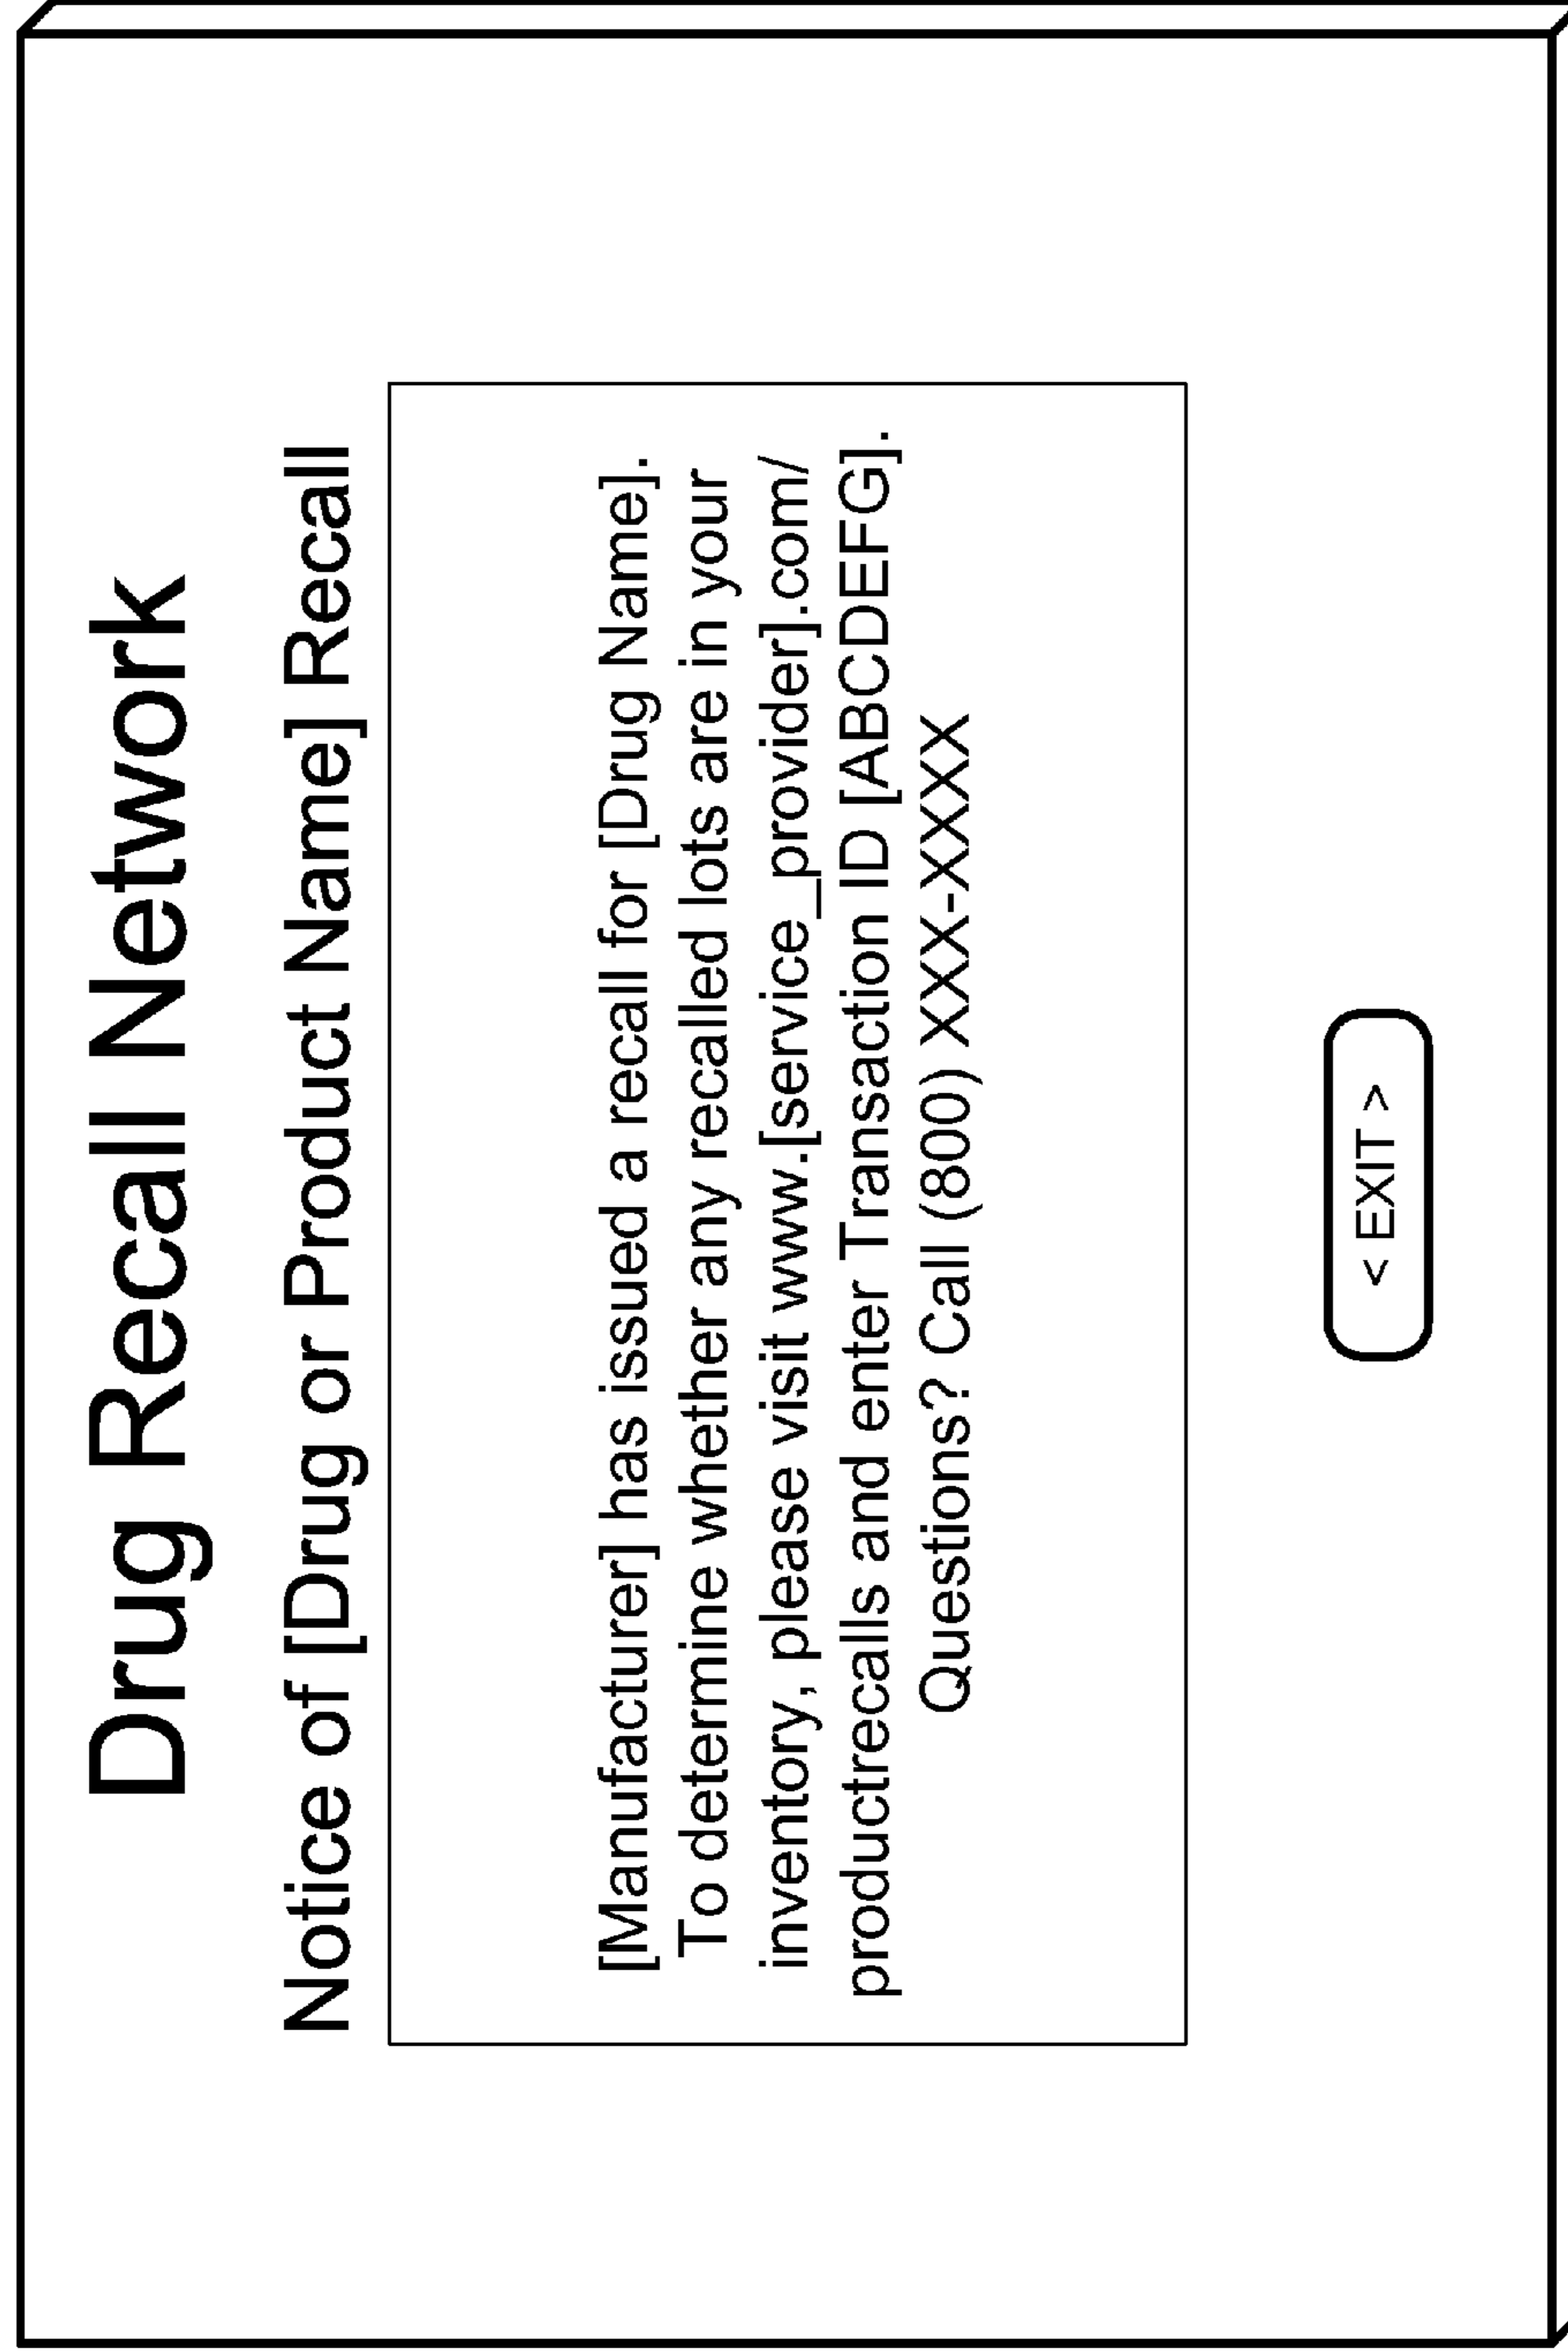 Drug Recall Network
Notice of [Drug or Product Name] Recall
[Manufacturer] has issued a recall for [Drug Name].
To determine whether any recalled lots are in your
inventory, please visit www.[service_provider].com/
productrecalls and enter Transaction ID [ABCDEFG].
Questions? Call (800) XXX-XXXX
< EXIT >